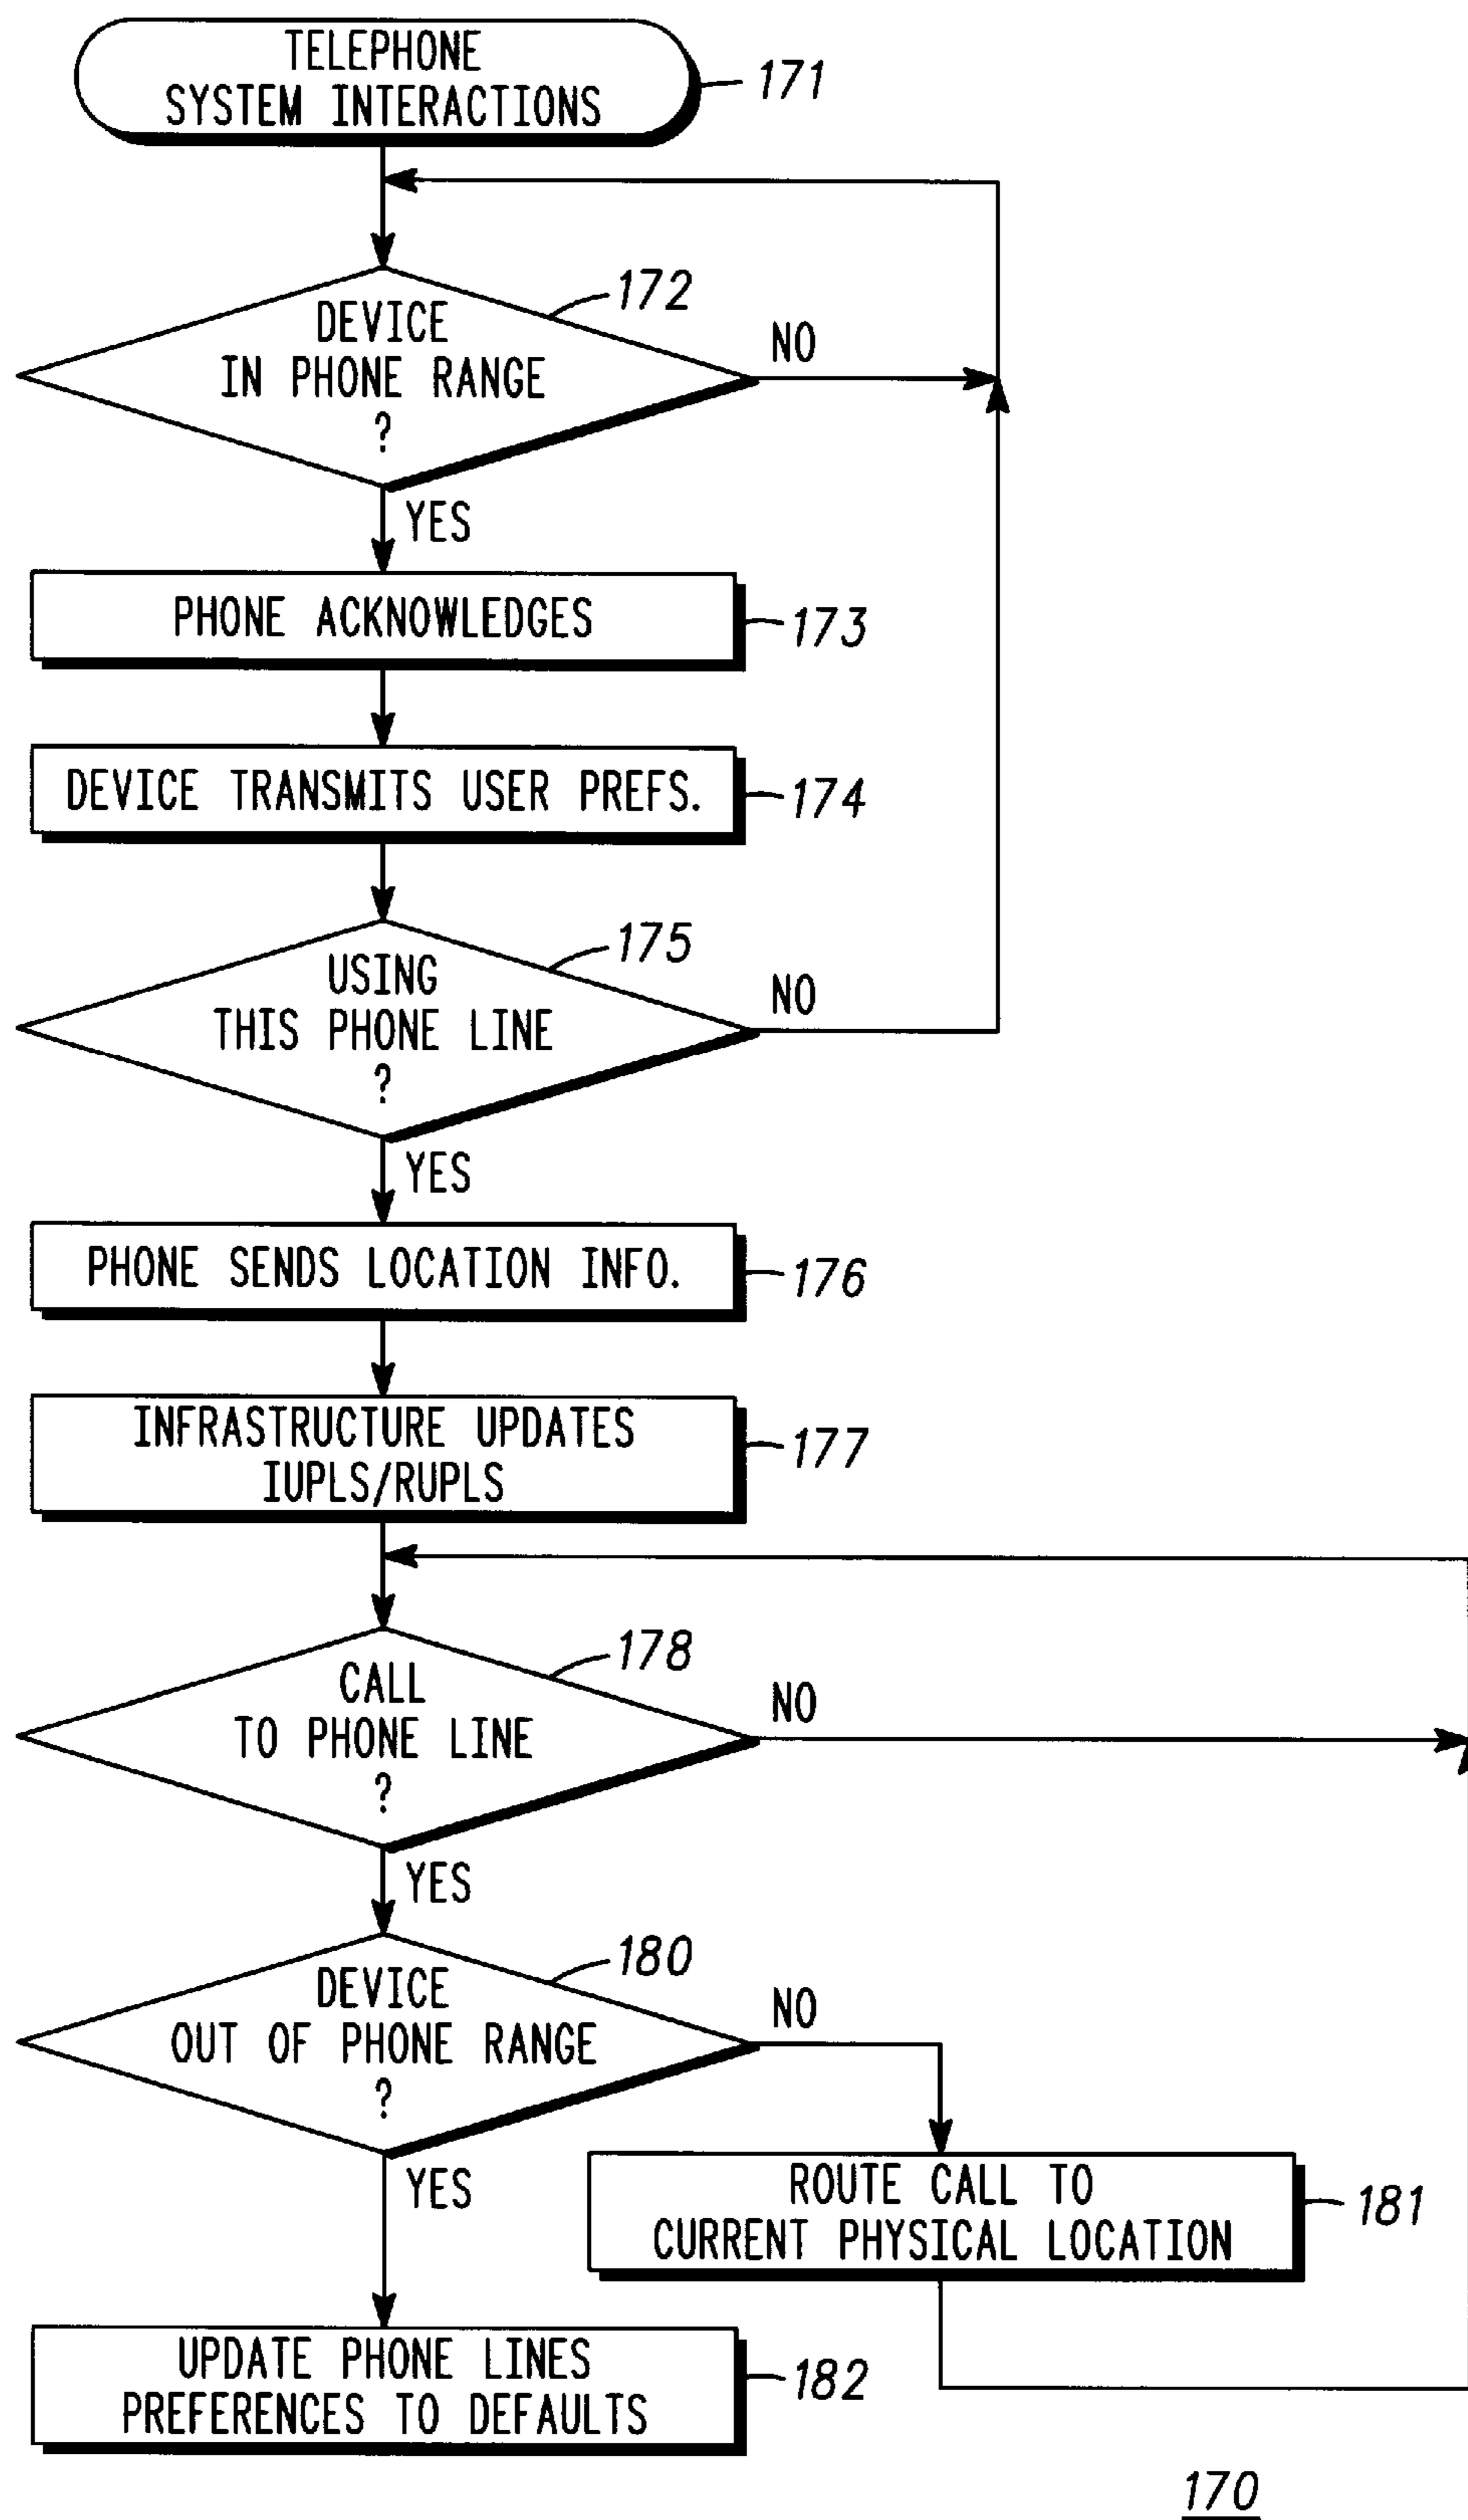 TELEPHONE
SYSTEM INTERACTIONS
171
DEVICE
IN PHONE RANGE
?
172
NO
YES
PHONE ACKNOWLEDGES
173
DEVICE TRANSMITS USER PREFS.
174
USING
THIS PHONE LINE
?
175
NO
YES
PHONE SENDS LOCATION INFO.
176
INFRASTRUCTURE UPDATES
IUPLS/RUPLS
177
CALL
TO PHONE LINE
?
178
NO
YES
DEVICE
OUT OF PHONE RANGE
?
180
NO
YES
ROUTE CALL TO
CURRENT PHYSICAL LOCATION
181
UPDATE PHONE LINES
PREFERENCES TO DEFAULTS
182
170